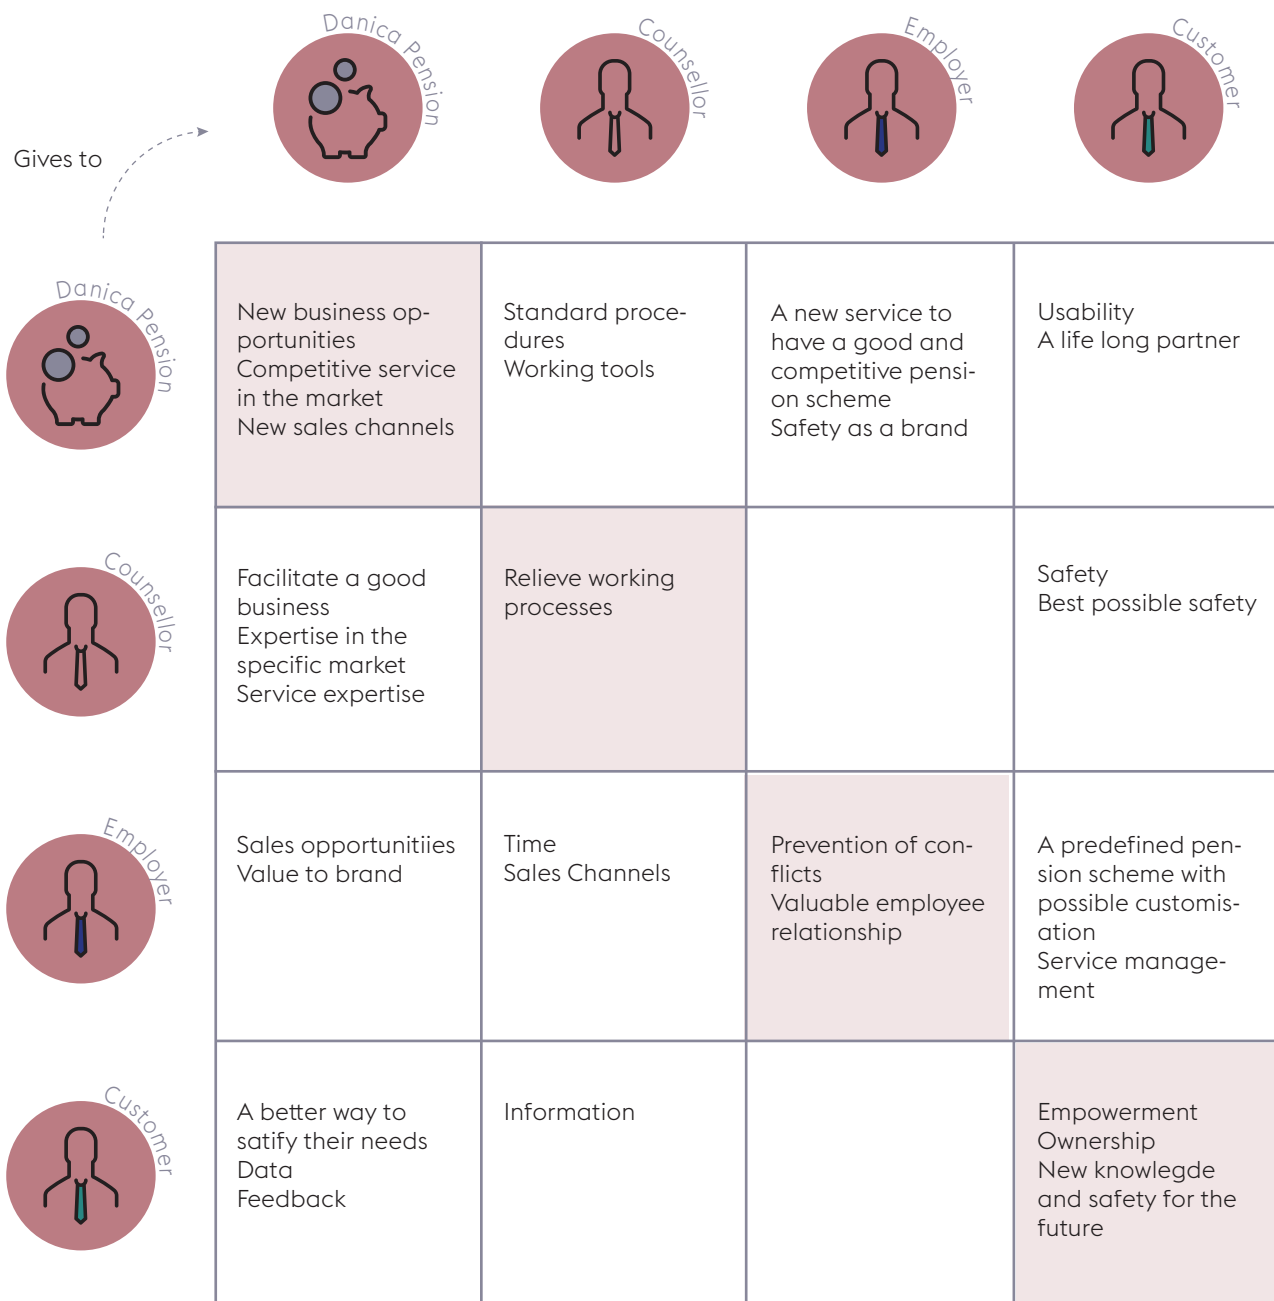 Danica Pension
Counsellor
Employer
Customer
Gives to
Danica Pension
New business op-
portunities
Competitive service
in the market
New sales channels
Standard proce-
dures
Working tools
A new service to
have a good and
competitive pensi-
on scheme
Safety as a brand
Usability
A life long partner
Counsellor
Facilitate a good
business
Expertise in the
specific market
Service expertise
Relieve working
processes
Safety
Best possible safety
Employer
Sales opportunitiies
Value to brand
Time
Sales Channels
Prevention of con-
flicts
Valuable employee
relationship
A predefined pen-
sion scheme with
possible customis-
ation
Service manage-
ment
Customer
A better way to
satify their needs
Data
Feedback
Information
Empowerment
Ownership
New knowlegde
and safety for the
future